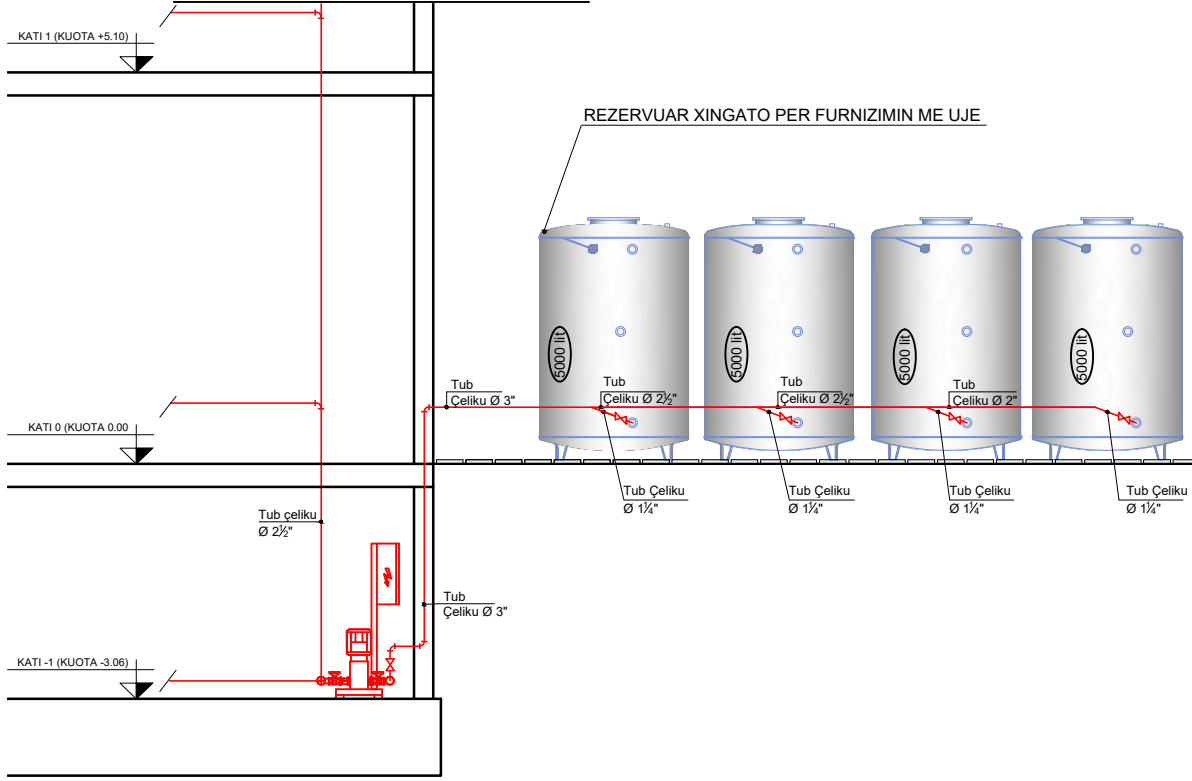 KATI 1 (KUOTA +5.10)
REZERVUAR XINGATO PER FURNIZIMIN ME UJE
5000 lit
5000 lit
5000 lit
5000 lit
Tub
Çeliku Ø 3"
Tub
Çeliku Ø 2½"
Tub
Çeliku Ø 2½"
Tub
Çeliku Ø 2"
KATI 0 (KUOTA 0.00
Tub Çeliku
Ø 1¼"
Tub Çeliku
Ø 1¼"
Tub Çeliku
Ø 1¼"
Tub Çeliku
Ø 1¼"
Tub çeliku
Ø 2½"
Tub
Çeliku Ø 3"
KATI -1 (KUOTA -3.06)